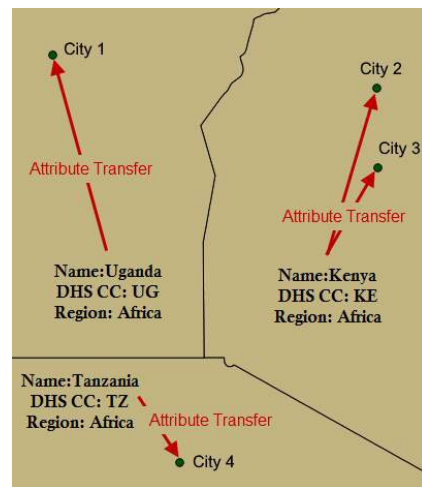 City 1
City 2
City 3
Attribute Transfer
Attribute Transfer
Name:Uganda
DHS CC: UG
Region: Africa
Name:Kenya
DHS CC: KE
Region: Africa
Name:Tanzania
DHS CC: TZ
Region: Africa
Attribute Transfer
City 4